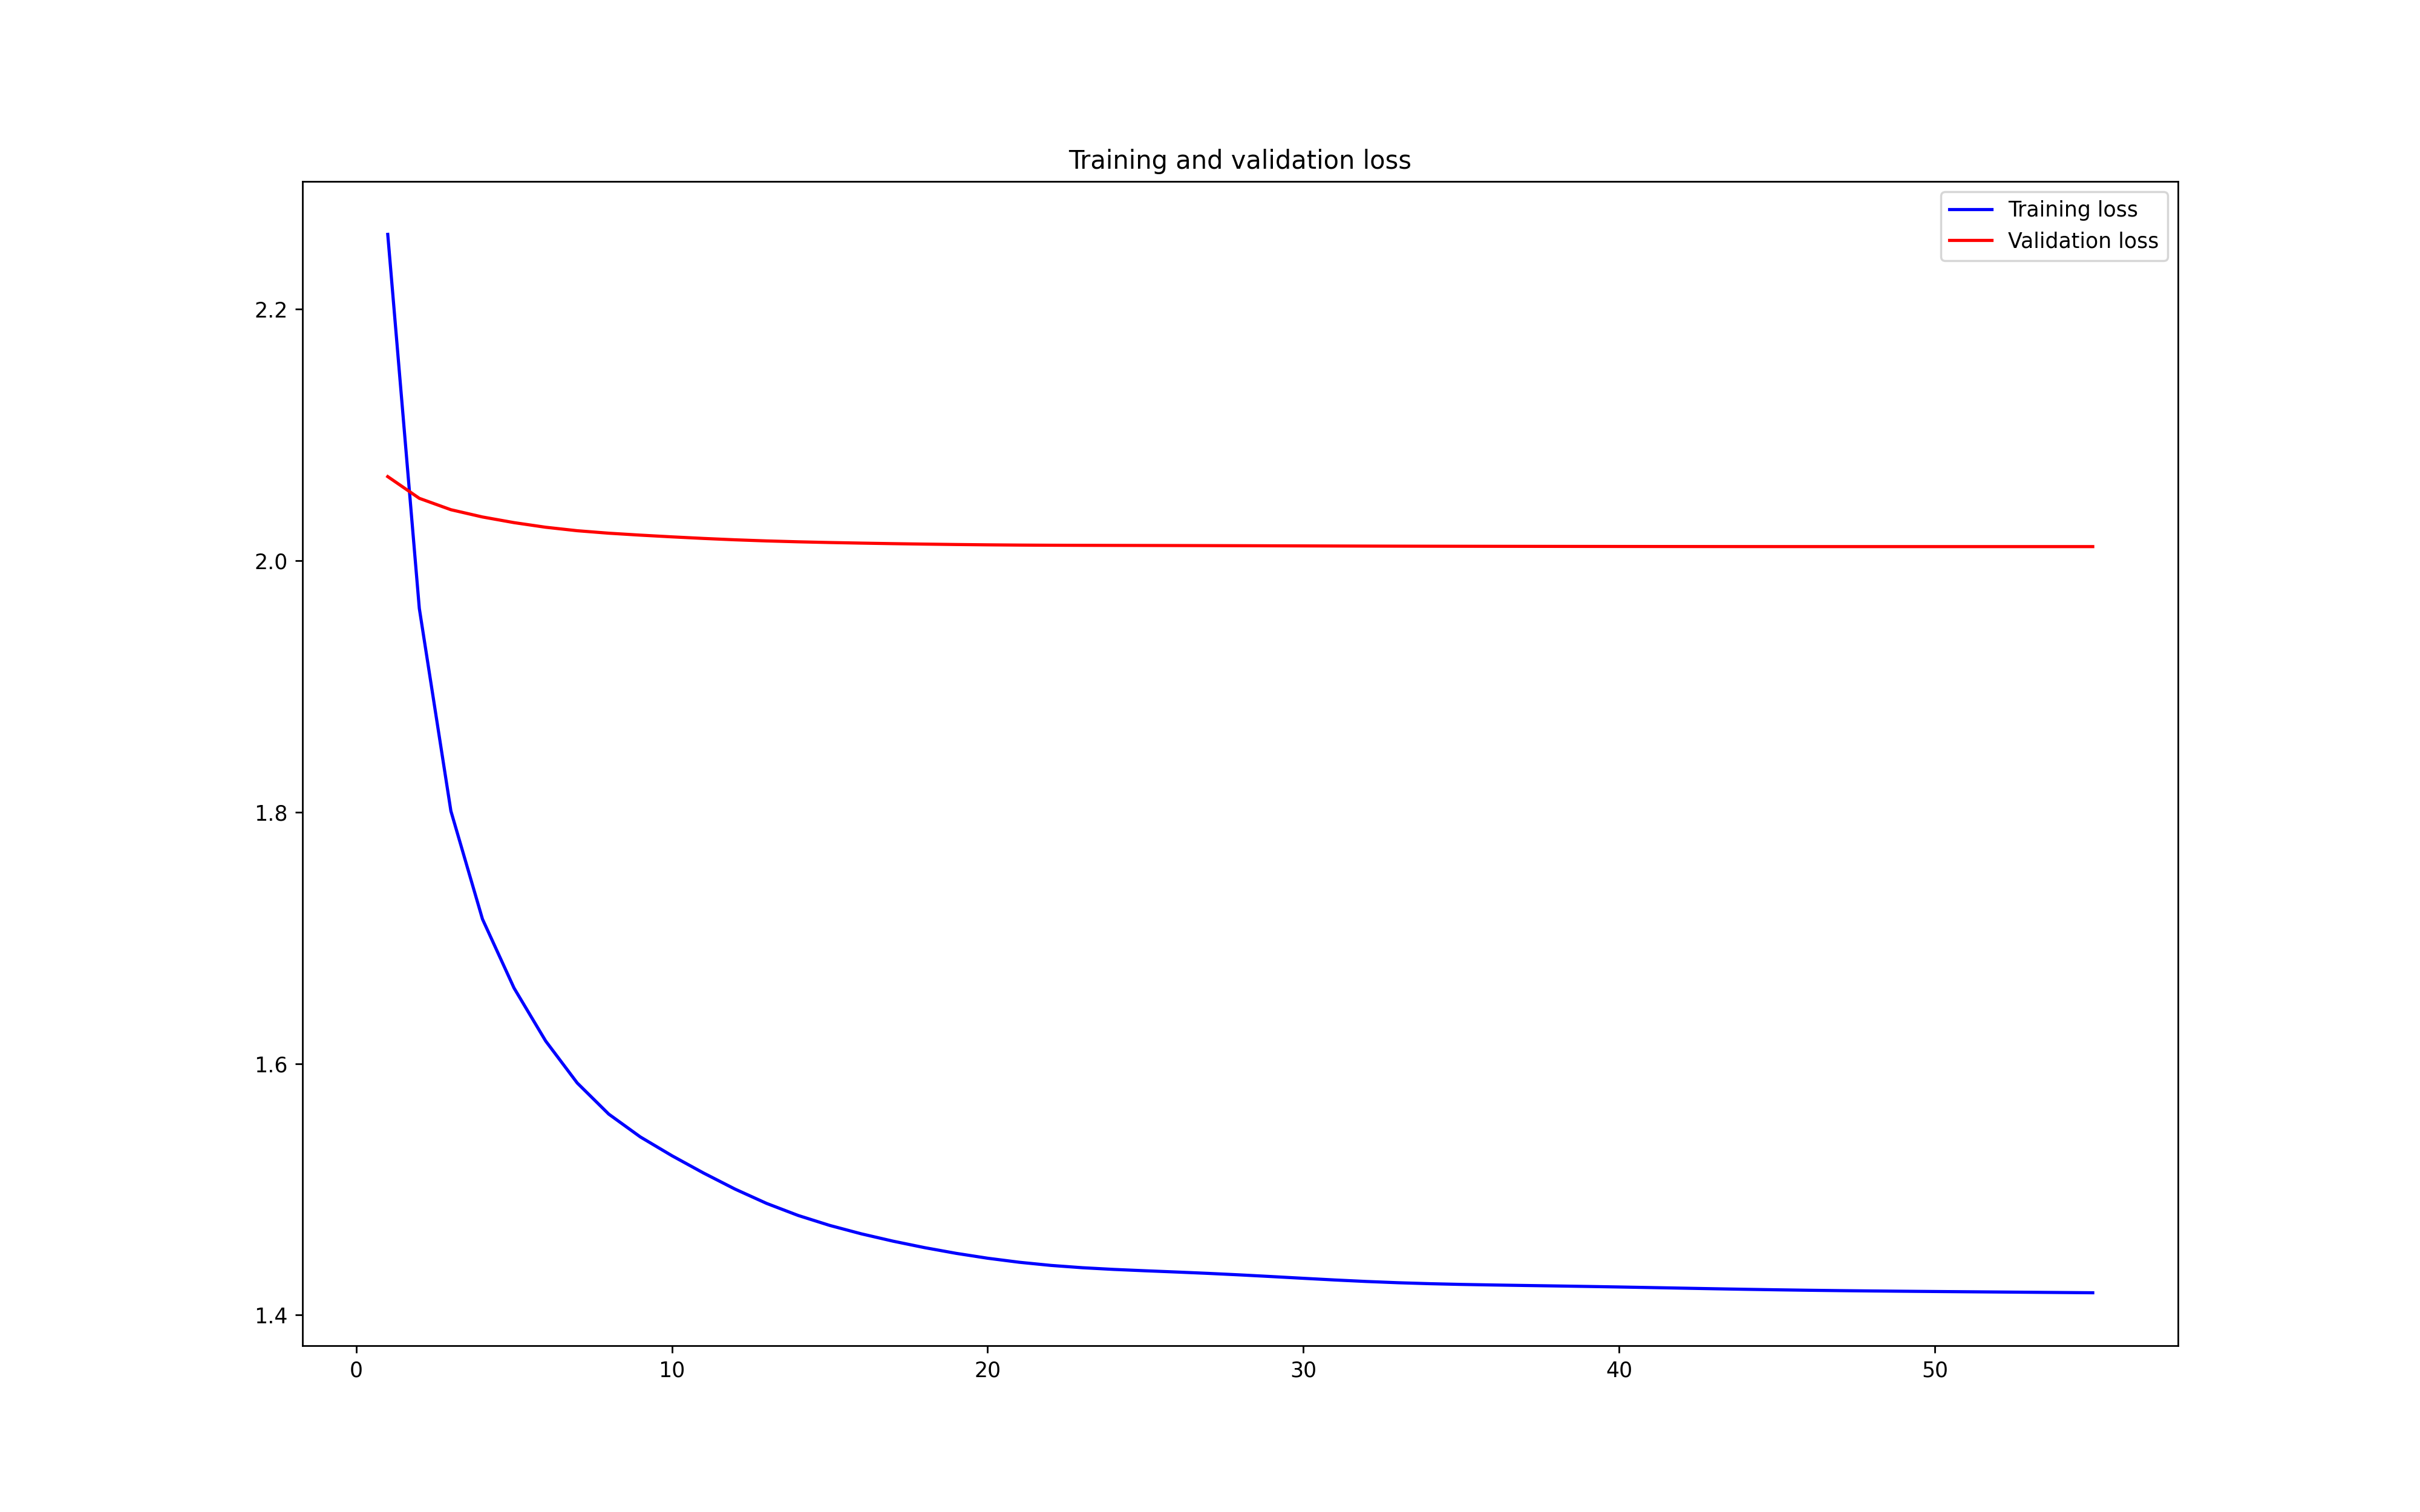 Training and validation loss
Training loss
Validation loss
2.2
2.0
1.8
1.6
1.4
0 10 20 30 40 50